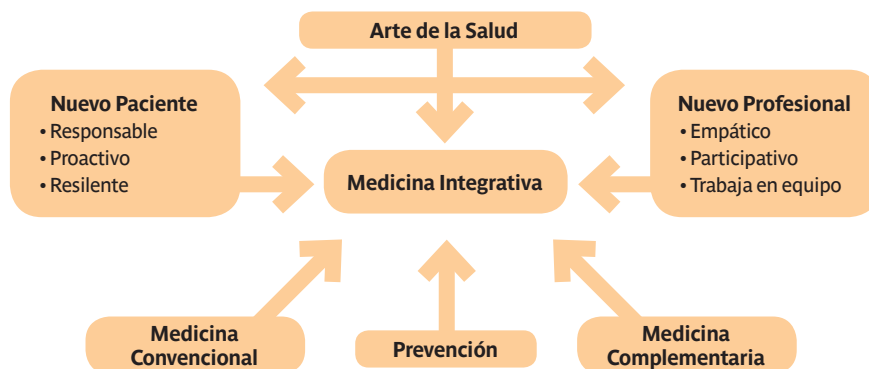 Arte de la Salud
Nuevo Paciente
• Responsable
• Proactivo
• Resilente
Nuevo Profesional
• Empático
• Participativo
• Trabaja en equipo
Medicina Integrativa
Medicina
Convencional
Prevención
Medicina
Complementaria